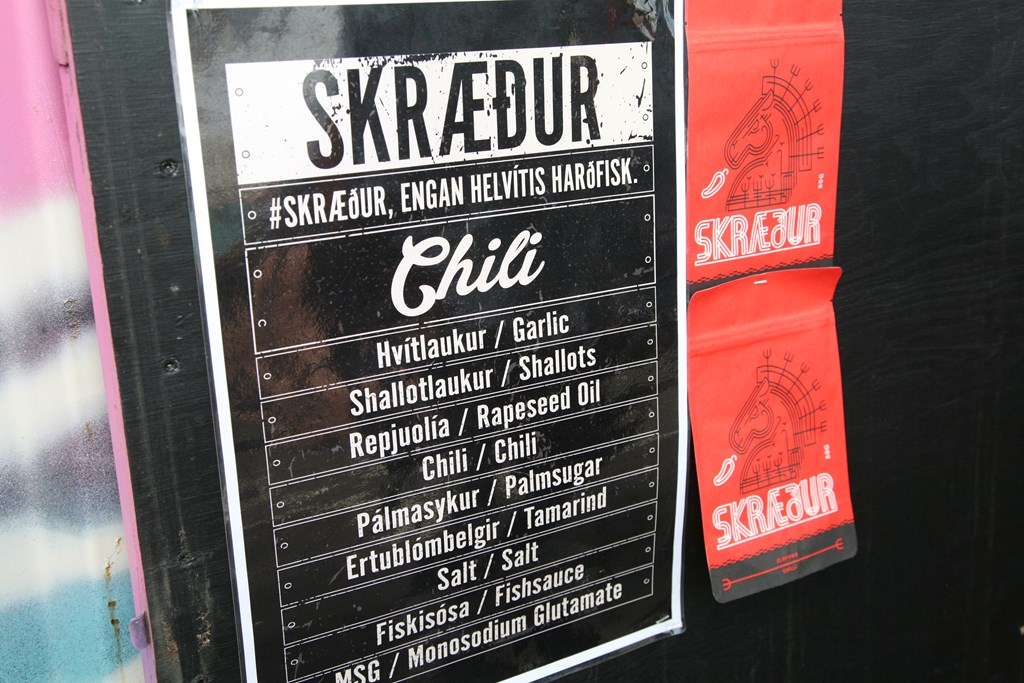 SKRÆÐUR
#SKRÆÐUR, ENGAN HELVÍTIS HARÐFISK.
Chili
Hvítlaukur / Garlic
Shallotlaukur / Shallots
Repjuolía / Rapeseed Oil
Chili / Chili
Pálmasykur / Palmsugar
Ertublómbelgir / Tamarind
Salt / Salt
Fiskisósa / Fishsauce
MSG / Monosodium Glutamate
SKRÆÐUR
SKRÆÐUR